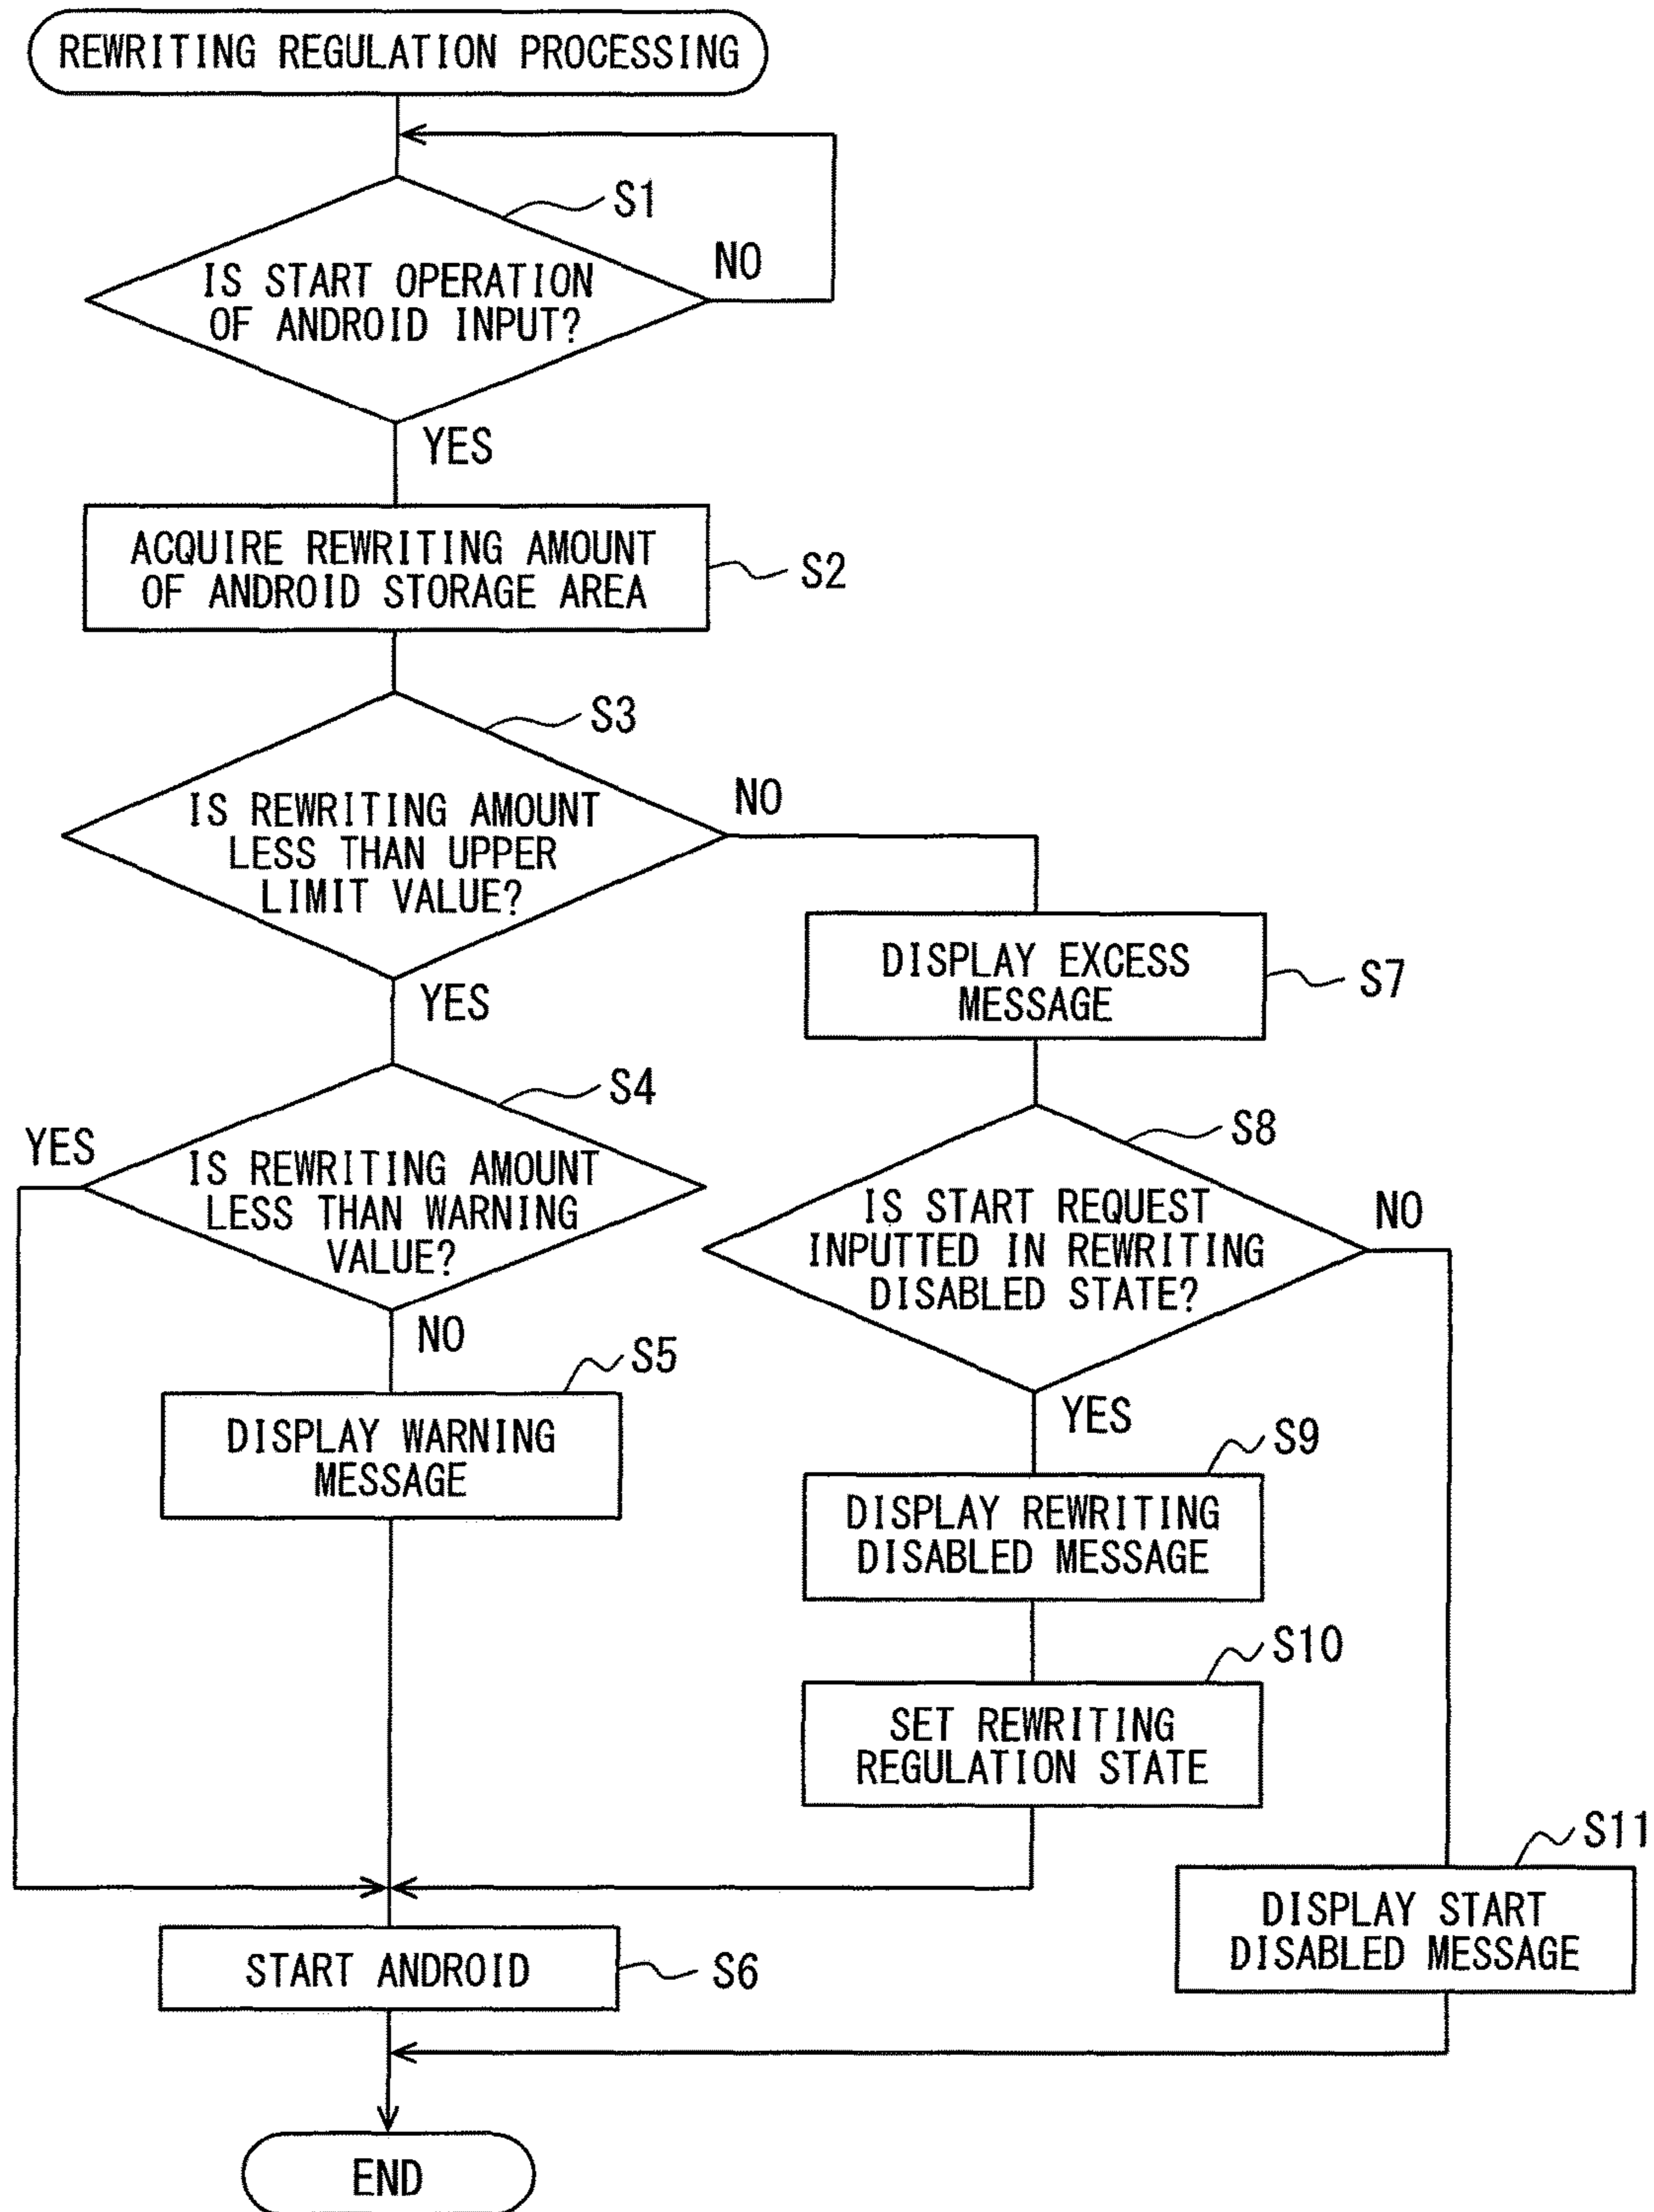 REWRITING REGULATION PROCESSING
S1
IS START OPERATION
OF ANDROID INPUT?
NO
YES
ACQUIRE REWRITING AMOUNT
OF ANDROID STORAGE AREA
S2
S3
IS REWRITING AMOUNT
LESS THAN UPPER
LIMIT VALUE?
NO
YES
S4
YES
IS REWRITING AMOUNT
LESS THAN WARNING
VALUE?
NO
S5
DISPLAY WARNING
MESSAGE
DISPLAY EXCESS
MESSAGE
S7
S8
IS START REQUEST
INPUTTED IN REWRITING
DISABLED STATE?
NO
YES
S9
DISPLAY REWRITING
DISABLED MESSAGE
S10
SET REWRITING
REGULATION STATE
S11
DISPLAY START
DISABLED MESSAGE
START ANDROID
S6
END